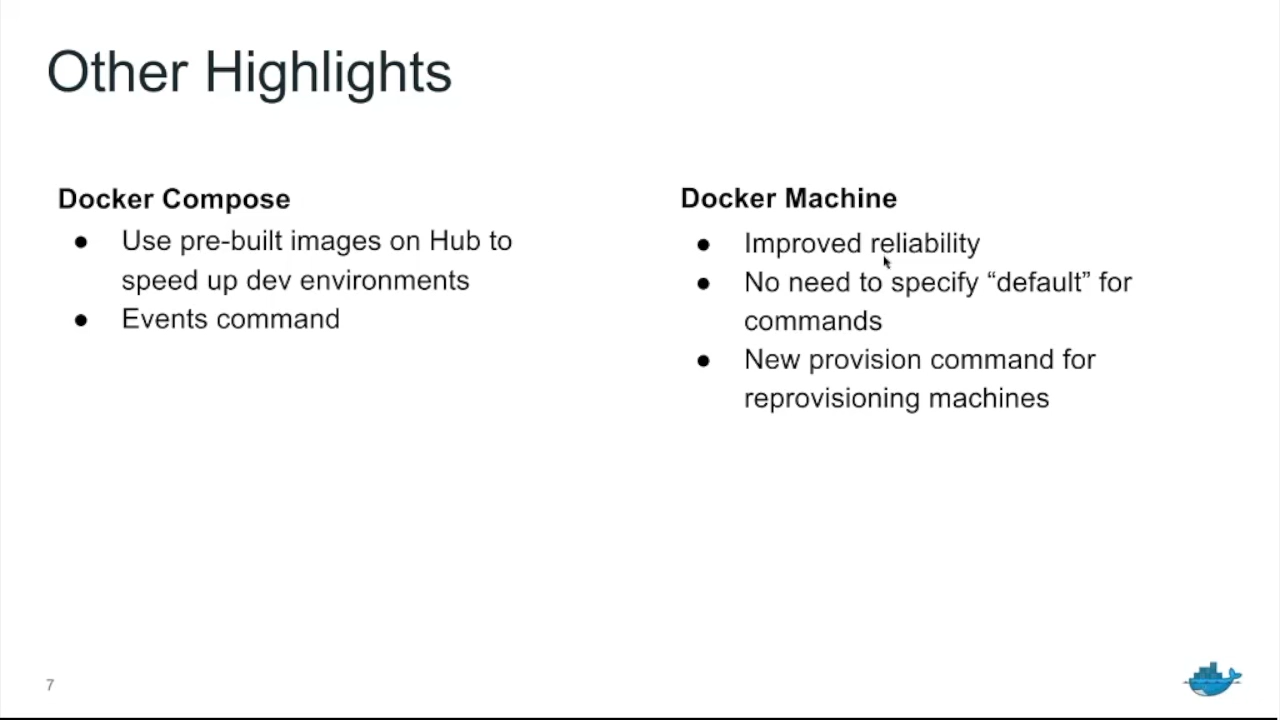 Other Highlights
Docker Compose
● Use pre-built images on Hub to
speed up dev environments
● Events command
Docker Machine
● Improved reliability
● No need to specify “default” for
commands
● New provision command for
reprovisioning machines
7